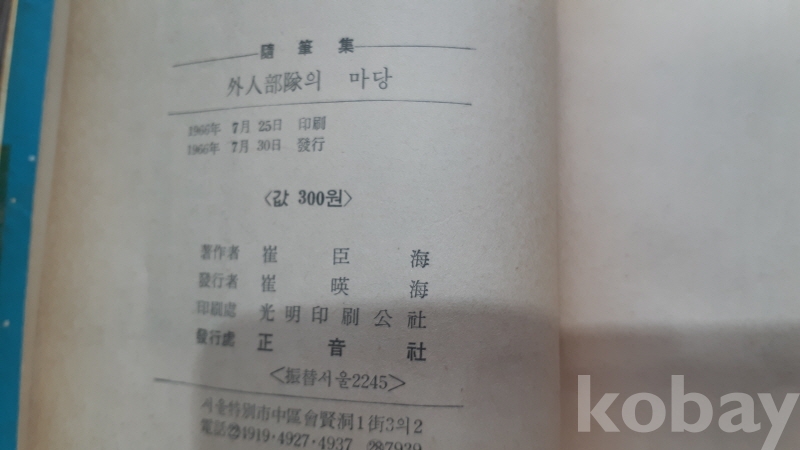 隨筆集
外人部隊의 마당
1966年 7月 25日 印刷
1966年 7月 30日 發行
<값 300원>
著作者 崔臣海
發行者 崔暎海
印刷處 光明印刷公社
發行處 正音社
<振替서울2245>
서울特別市中區會賢洞1街3의2
電話㉒4919·4927·4937 ㉘7939
kobay